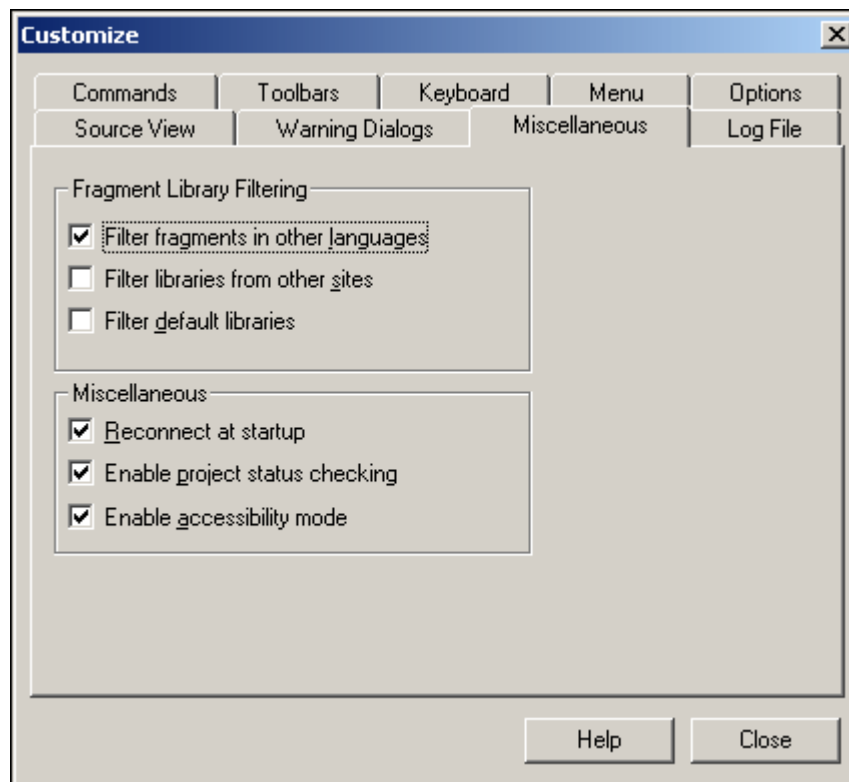 Customize
Commands Toolbars Keyboard Menu Options
Source View Warning Dialogs Miscellaneous Log File
Fragment Library Filtering
Filter fragments in other languages
Filter libraries from other sites
Filter default libraries
Miscellaneous
Reconnect at startup
Enable project status checking
Enable accessibility mode
Help Close